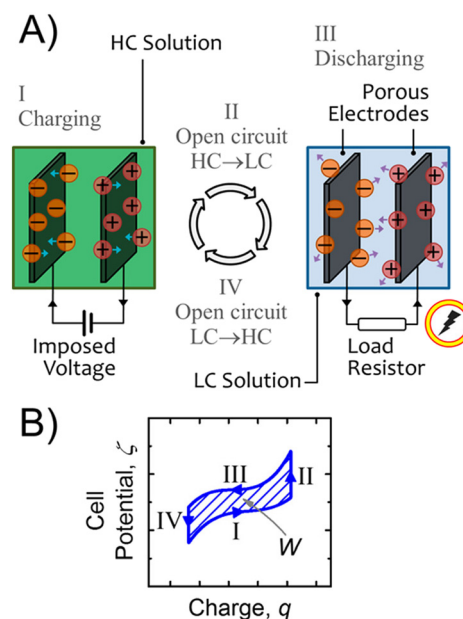 A)
HC Solution
I
Charging
II
Open circuit
HC→LC
III
Discharging
Porous
Electrodes
IV
Open circuit
LC→HC
Imposed
Voltage
Load
Resistor
LC Solution
B)
Cell
Potential, ζ
III
II
IV
I
W
Charge, q